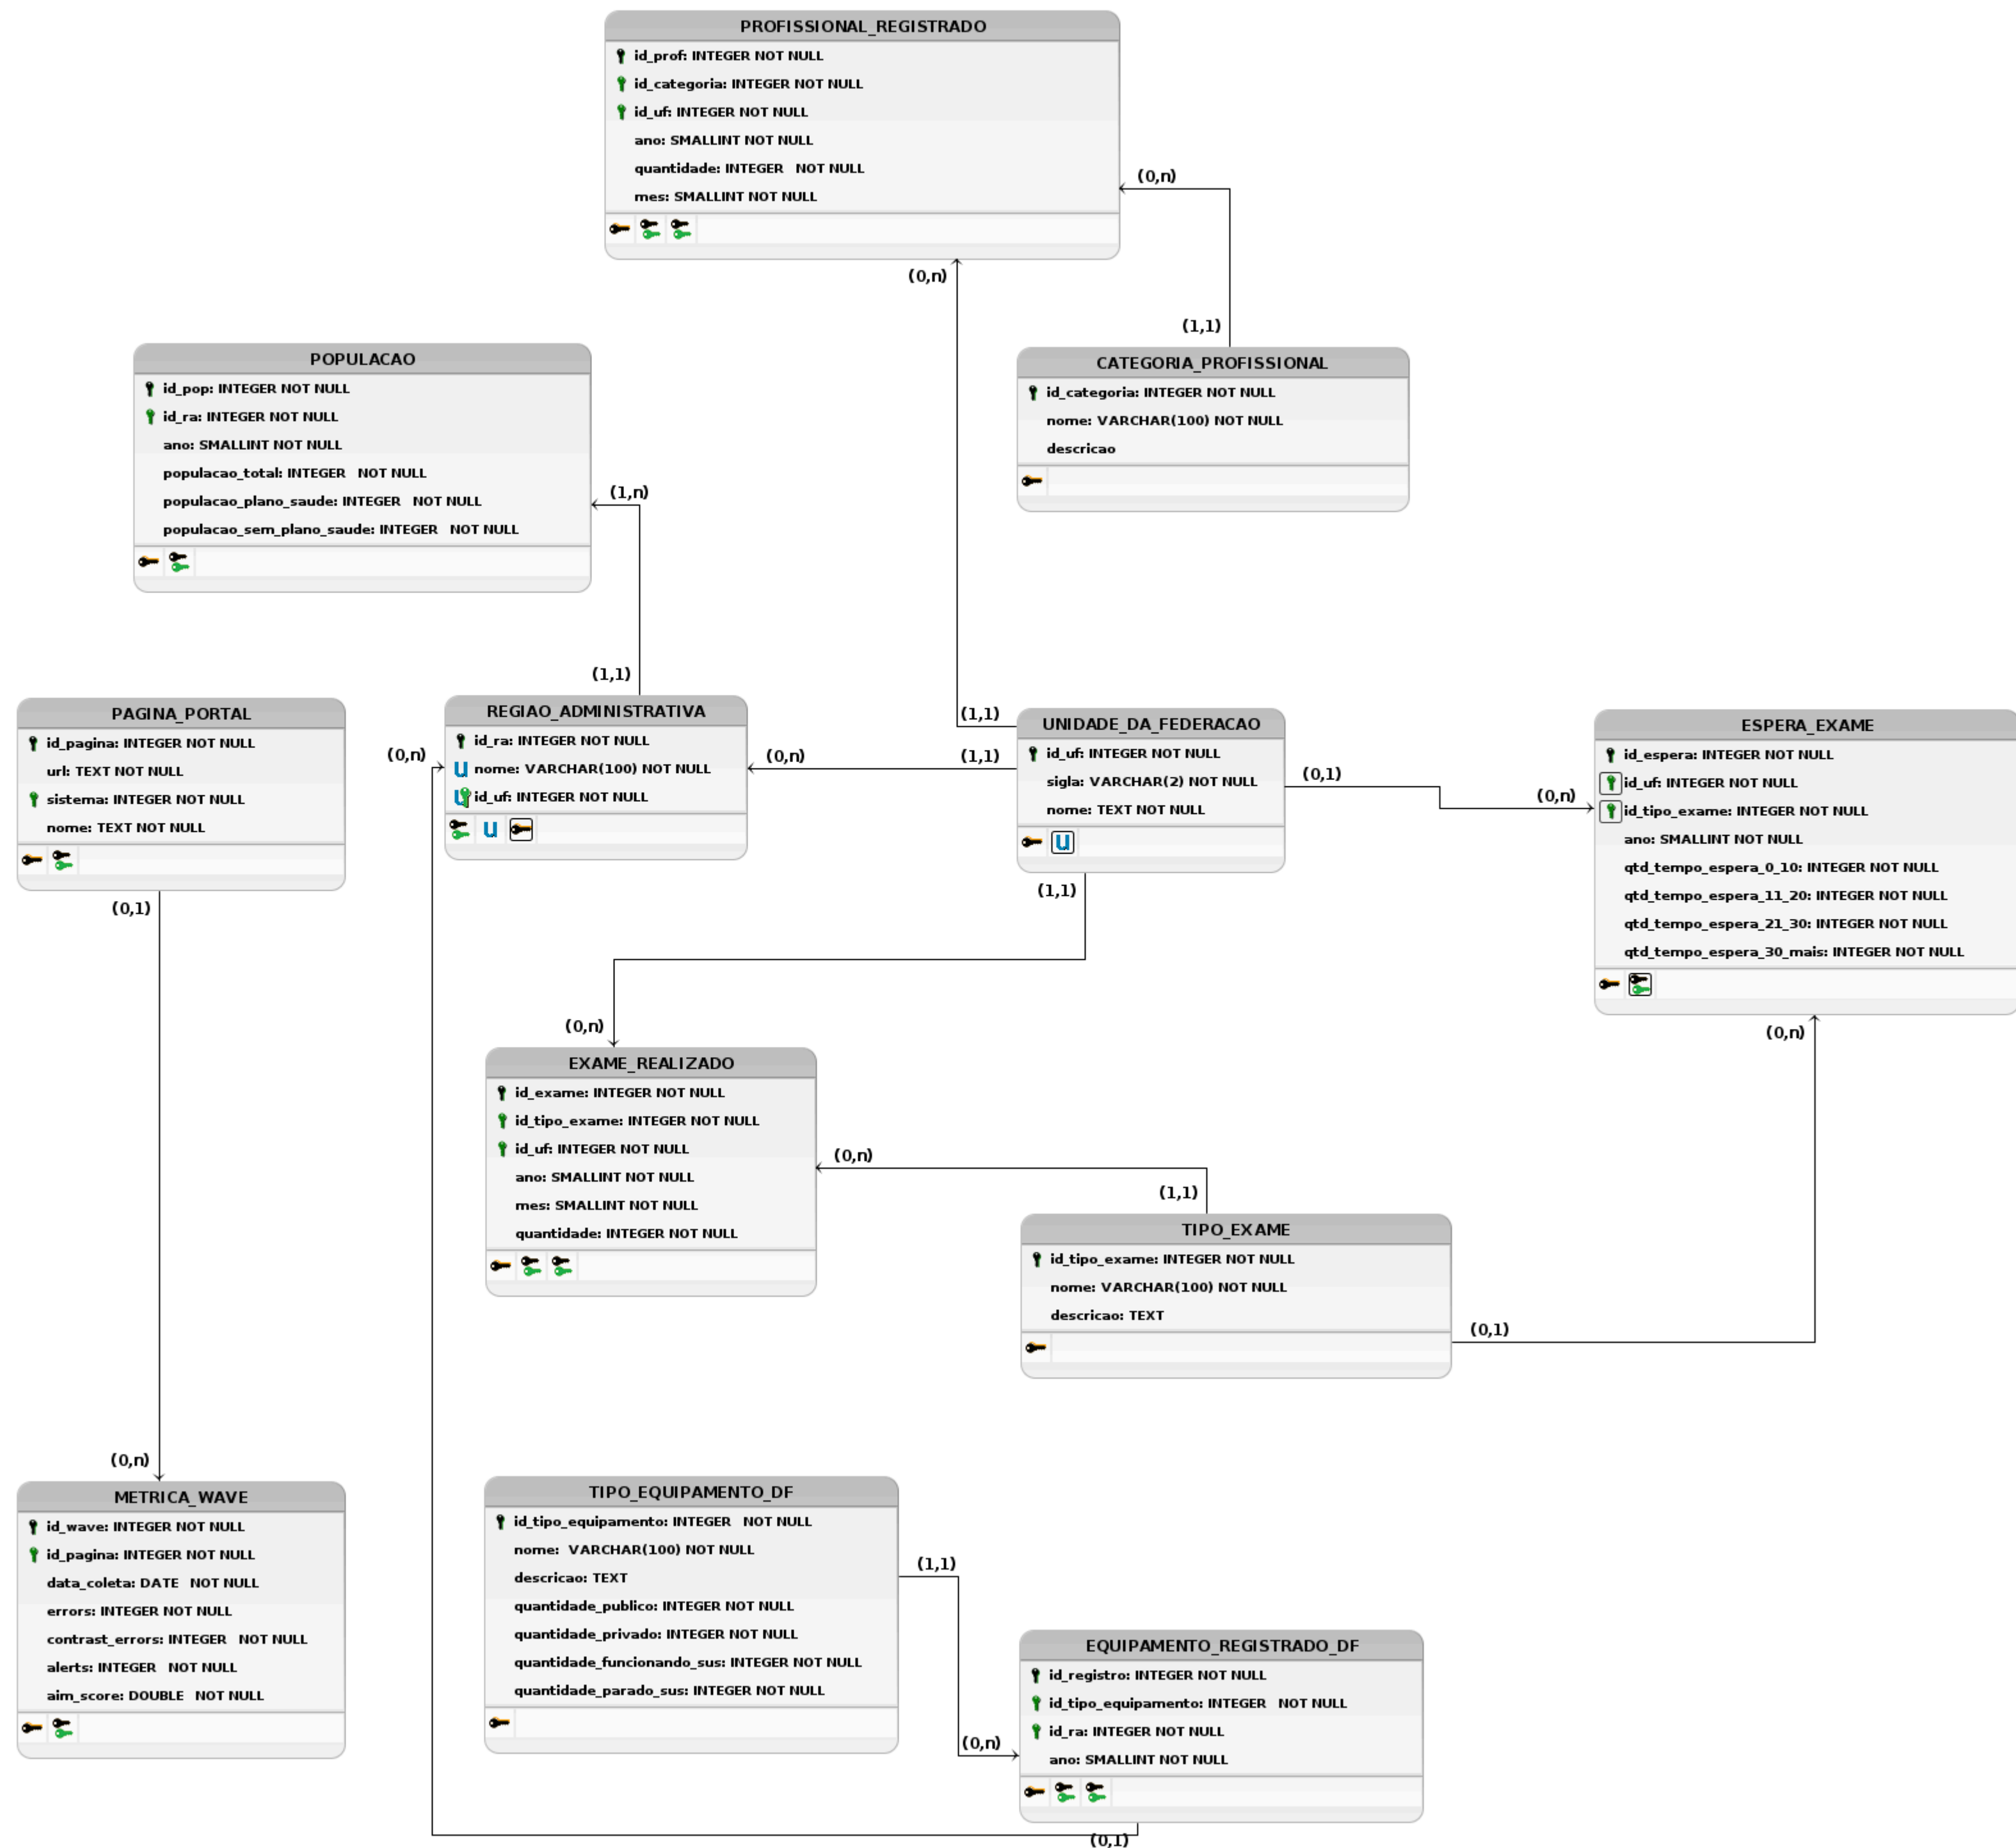 PROFISSIONAL_REGISTRADO
id_prof: INTEGER NOT NULL
id_categoria: INTEGER NOT NULL
id_uf: INTEGER NOT NULL
ano: SMALLINT NOT NULL
quantidade: INTEGER NOT NULL
mes: SMALLINT NOT NULL
(0,n)
(0,n)
(1,1)
POPULACAO
id_pop: INTEGER NOT NULL
id_ra: INTEGER NOT NULL
ano: SMALLINT NOT NULL
populacao_total: INTEGER NOT NULL
populacao_plano_saude: INTEGER NOT NULL
populacao_sem_plano_saude: INTEGER NOT NULL
(1,n)
(1,1)
CATEGORIA_PROFISSIONAL
id_categoria: INTEGER NOT NULL
nome: VARCHAR(100) NOT NULL
descricao
PAGINA_PORTAL
id_pagina: INTEGER NOT NULL
url: TEXT NOT NULL
sistema: INTEGER NOT NULL
nome: TEXT NOT NULL
(0,1)
(0,n)
REGIAO_ADMINISTRATIVA
id_ra: INTEGER NOT NULL
U nome: VARCHAR(100) NOT NULL
U id_uf: INTEGER NOT NULL
U
(0,n)
(1,1)
(1,1)
UNIDADE_DA_FEDERACAO
id_uf: INTEGER NOT NULL
sigla: VARCHAR(2) NOT NULL
nome: TEXT NOT NULL
U
(1,1)
(0,1)
(0,n)
ESPERA_EXAME
id_espera: INTEGER NOT NULL
id_uf: INTEGER NOT NULL
id_tipo_exame: INTEGER NOT NULL
ano: SMALLINT NOT NULL
qtd_tempo_espera_0_10: INTEGER NOT NULL
qtd_tempo_espera_11_20: INTEGER NOT NULL
qtd_tempo_espera_21_30: INTEGER NOT NULL
qtd_tempo_espera_30_mais: INTEGER NOT NULL
(0,n)
(0,n)
EXAME_REALIZADO
id_exame: INTEGER NOT NULL
id_tipo_exame: INTEGER NOT NULL
id_uf: INTEGER NOT NULL
ano: SMALLINT NOT NULL
mes: SMALLINT NOT NULL
quantidade: INTEGER NOT NULL
(0,n)
(1,1)
TIPO_EXAME
id_tipo_exame: INTEGER NOT NULL
nome: VARCHAR(100) NOT NULL
descricao: TEXT
(0,1)
(0,n)
METRICA_WAVE
id_wave: INTEGER NOT NULL
id_pagina: INTEGER NOT NULL
data_coleta: DATE NOT NULL
errors: INTEGER NOT NULL
contrast_errors: INTEGER NOT NULL
alerts: INTEGER NOT NULL
aim_score: DOUBLE NOT NULL
TIPO_EQUIPAMENTO_DF
id_tipo_equipamento: INTEGER NOT NULL
nome: VARCHAR(100) NOT NULL
descricao: TEXT
quantidade_publico: INTEGER NOT NULL
quantidade_privado: INTEGER NOT NULL
quantidade_funcionando_sus: INTEGER NOT NULL
quantidade_parado_sus: INTEGER NOT NULL
(1,1)
(0,n)
EQUIPAMENTO_REGISTRADO_DF
id_registro: INTEGER NOT NULL
id_tipo_equipamento: INTEGER NOT NULL
id_ra: INTEGER NOT NULL
ano: SMALLINT NOT NULL
(0,1)